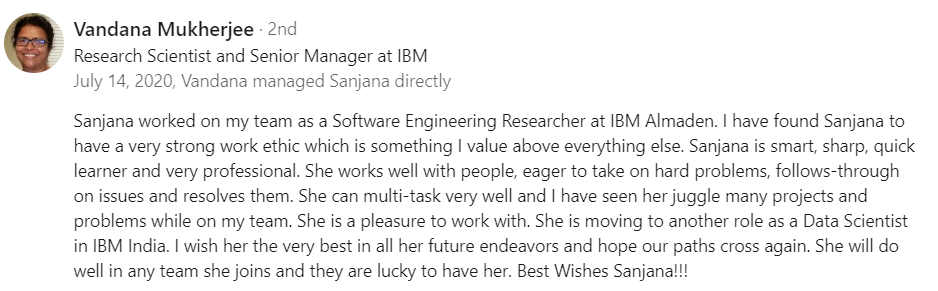 Vandana Mukherjee · 2nd
Research Scientist and Senior Manager at IBM
July 14, 2020, Vandana managed Sanjana directly
Sanjana worked on my team as a Software Engineering Researcher at IBM Almaden. I have found Sanjana to
have a very strong work ethic which is something I value above everything else. Sanjana is smart, sharp, quick
learner and very professional. She works well with people, eager to take on hard problems, follows-through
on issues and resolves them. She can multi-task very well and I have seen her juggle many projects and
problems while on my team. She is a pleasure to work with. She is moving to another role as a Data Scientist
in IBM India. I wish her the very best in all her future endeavors and hope our paths cross again. She will do
well in any team she joins and they are lucky to have her. Best Wishes Sanjana!!!